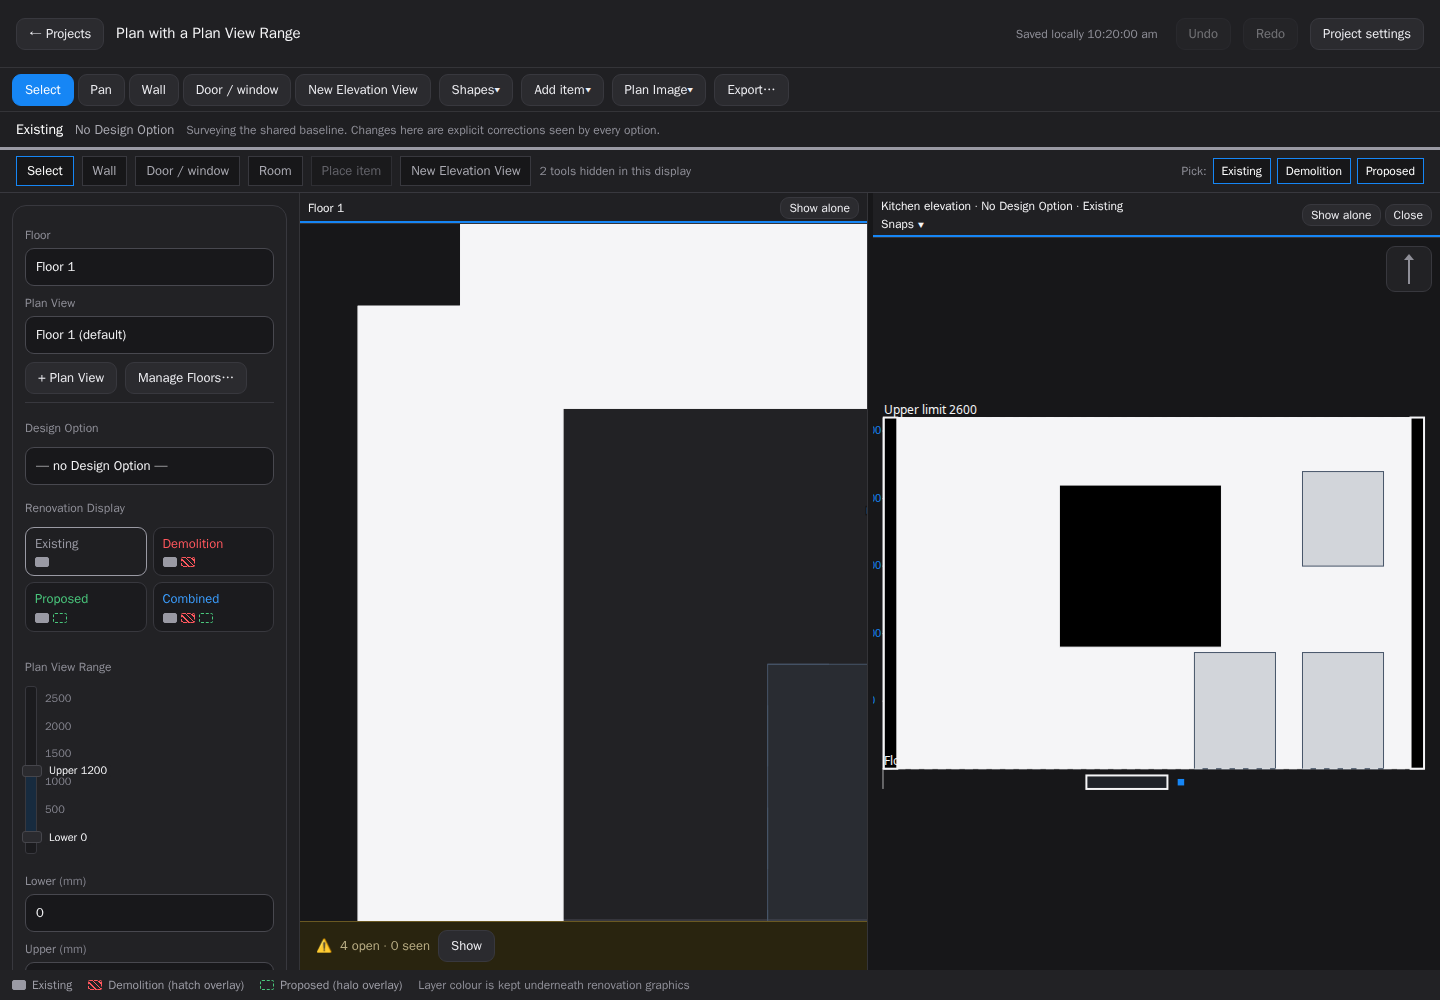 ← Projects
Plan with a Plan View Range
Saved locally 10:20:00 am
Undo
Redo
Project settings
Select
Pan
Wall
Door / window
New Elevation View
Shapes▾
Add item▾
Plan Image▾
Export⋯
Existing
No Design Option
Surveying the shared baseline. Changes here are explicit corrections seen by every option.
Select
Wall
Door / window
Room
Place item
New Elevation View
2 tools hidden in this display
Pick:
Existing
Demolition
Proposed
Floor
Floor 1
Plan View
Floor 1 (default)
+ Plan View
Manage Floors⋯
Design Option
— no Design Option —
Renovation Display
Existing
Demolition
Proposed
Combined
Plan View Range
2500
2000
1500
Upper 1200
1000
500
Lower 0
Lower (mm)
0
Upper (mm)
Floor 1
Show alone
4 open · 0 seen
Show
Kitchen elevation · No Design Option · Existing
Snaps ▾
Show alone
Close
Upper limit 2600
Existing
Demolition (hatch overlay)
Proposed (halo overlay)
Layer colour is kept underneath renovation graphics